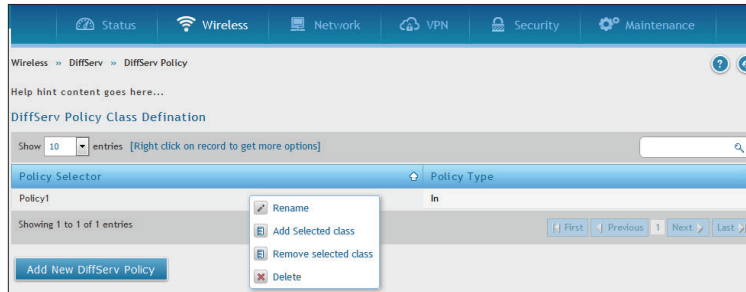 Status Wireless Network VPN Security Maintenance
Wireless » DiffServ » DiffServ Policy
Help hint content goes here...
DiffServ Policy Class Defination
Show 10 entries [Right click on record to get more options]
Policy Selector Policy Type
Policy1 In
Rename
Add Selected class
Remove selected class
Delete
Showing 1 to 1 of 1 entries First Previous 1 Next Last
Add New DiffServ Policy